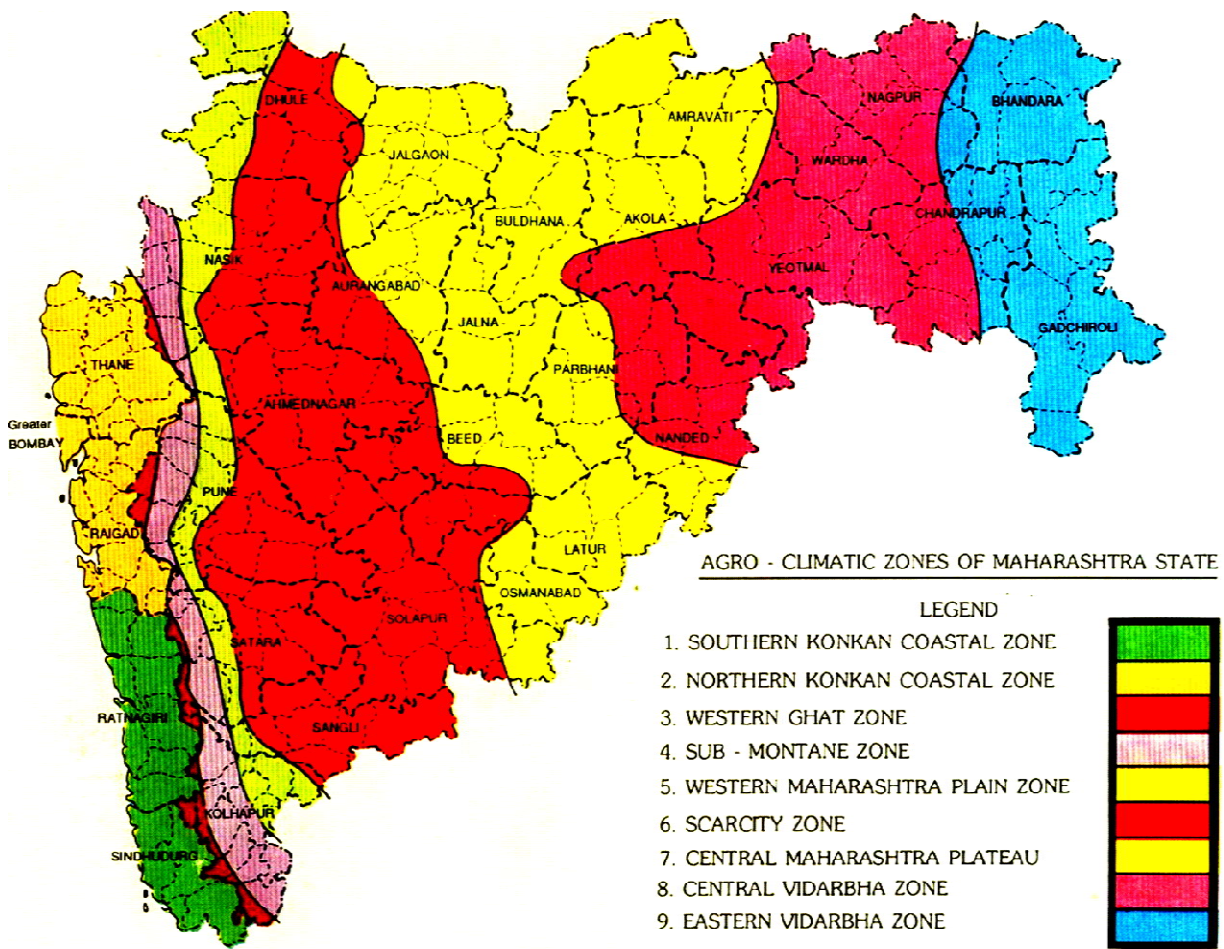 DHULE
NAGPUR
BHANDARA
AMRAVATI
JALGAON
WARDHA
BULDHANA
AKOLA
CHANDRAPUR
NASIK
YEOTMAL
AURANGABAD
JALNA
GADCHIROLI
THANE
PARBHANI
AHMEDNAGAR
Greater
BOMBAY
BEED
NANDED
PUNE
RAIGAD
LATUR
OSMANABAD
SOLAPUR
SATARA
RATNAGIRI
SANGLI
KOLHAPUR
SINDHUDURG
AGRO - CLIMATIC ZONES OF MAHARASHTRA STATE
LEGEND
1. SOUTHERN KONKAN COASTAL ZONE
2. NORTHERN KONKAN COASTAL ZONE
3. WESTERN GHAT ZONE
4. SUB - MONTANE ZONE
5. WESTERN MAHARASHTRA PLAIN ZONE
6. SCARCITY ZONE
7. CENTRAL MAHARASHTRA PLATEAU
8. CENTRAL VIDARBHA ZONE
9. EASTERN VIDARBHA ZONE